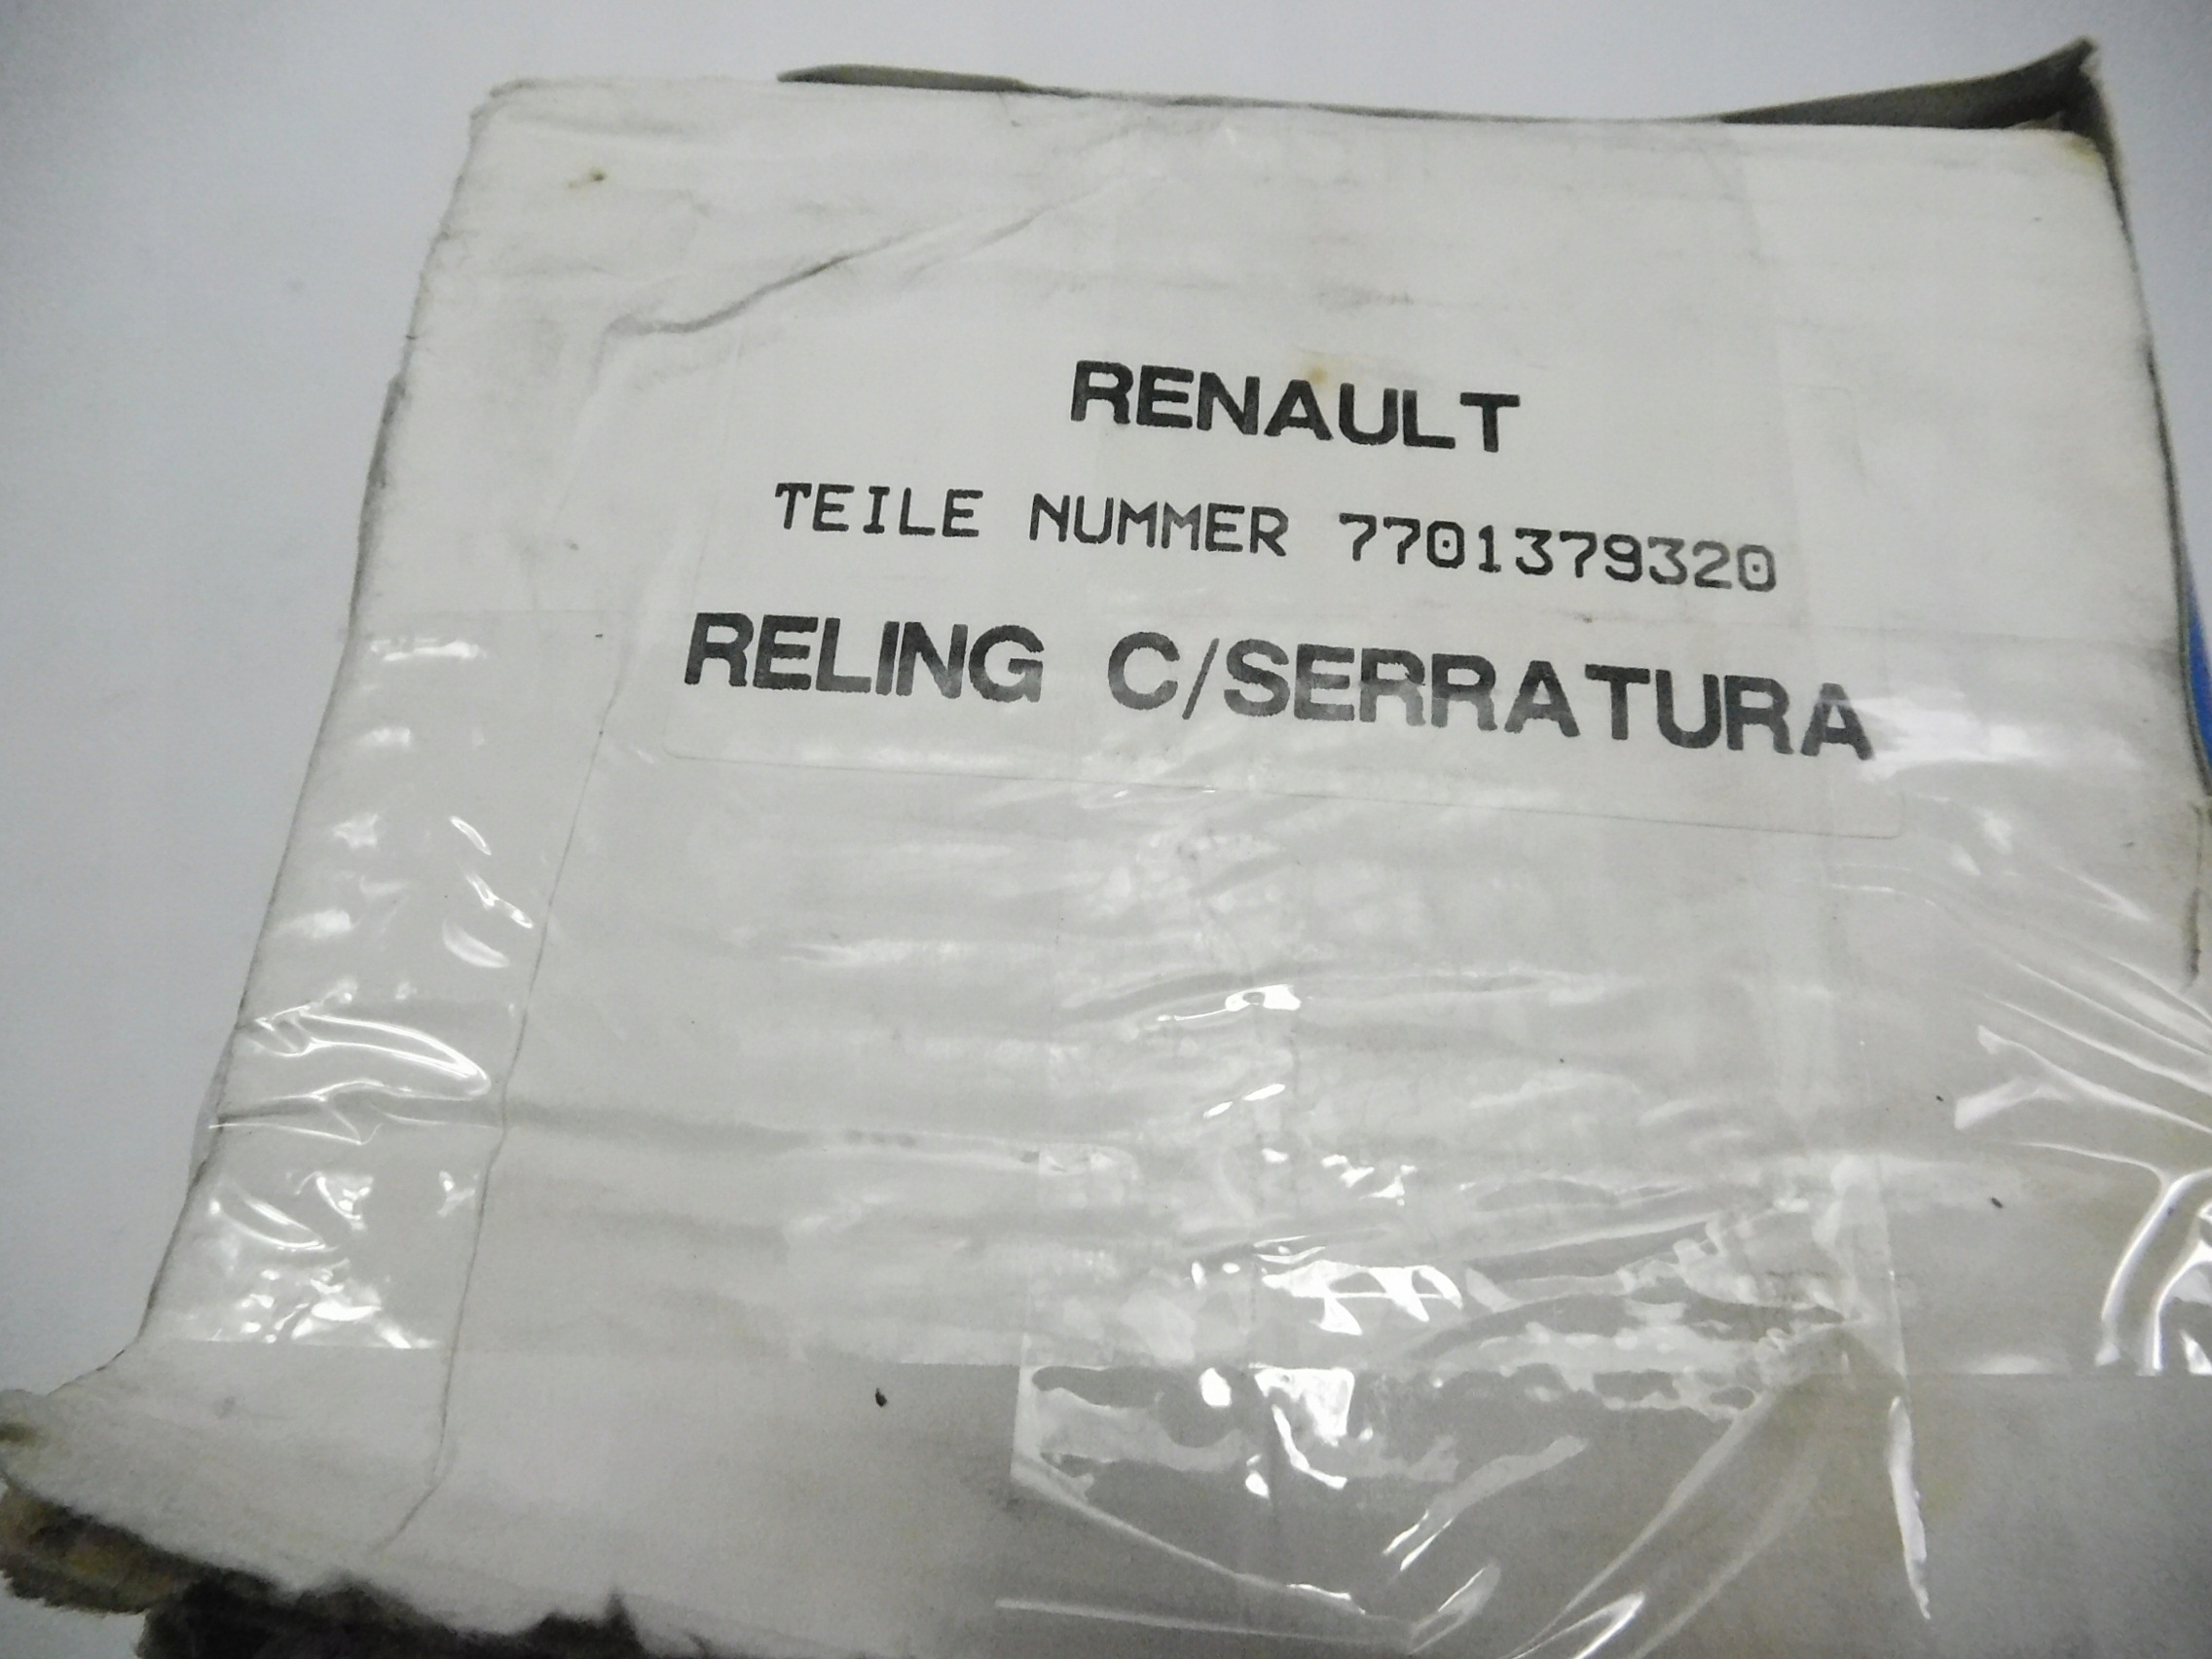 RENAULT
TEILE NUMMER 7701379320
RELING C/SERRATURA